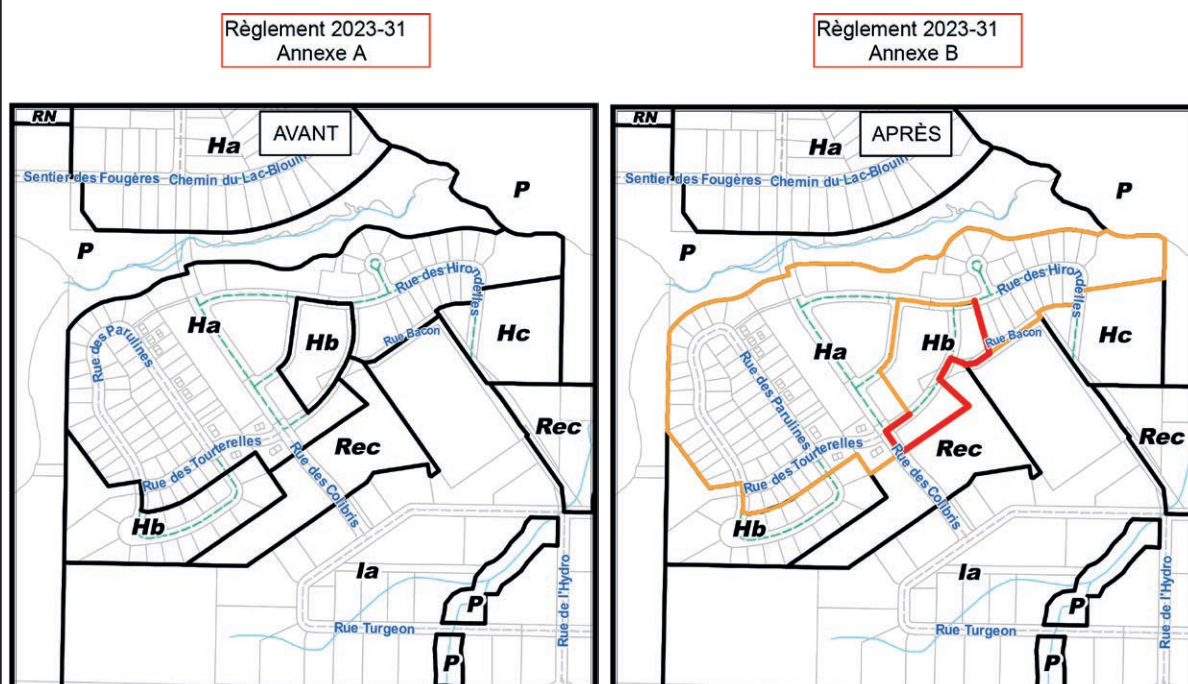 Règlement 2023-31
Annexe A
RN
AVANT
Ha
Sentier des Fougères
Chemin du Lac-Blouin
P
P
Rue des Hirondelles
Ha
Hb
Rue Bacon
Hc
Rue des Parulines
Rec
Rue des Tourterelles
Rec
Rue des Colibris
Hb
Ia
P
Rue Turgeon
Rue de l'Hydro
P
Règlement 2023-31
Annexe B
APRÈS
Ha
Sentier des Fougères
Chemin du Lac-Blouin
P
P
Rue des Hirondelles
Ha
Hb
Rue Bacon
Hc
Rue des Parulines
Rec
Rue des Tourterelles
Rec
Rue des Colibris
Hb
Ia
P
Rue Turgeon
Rue de l'Hydro
P